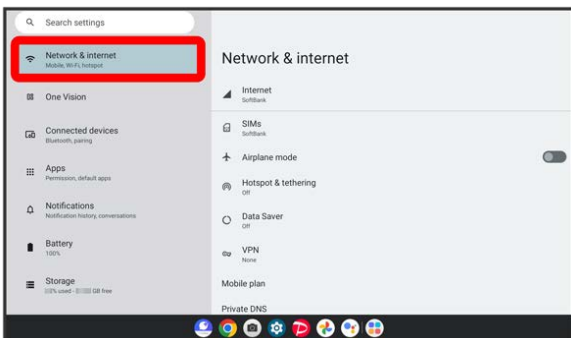 Search settings
Network & internet
Mobile, Wi-Fi, hotspot
One Vision
Connected devices
Bluetooth, pairing
Apps
Permission, default apps
Notifications
Notification history, conversations
Battery
100%
Storage
% used - GB free
Network & internet
Internet
SoftBank
SIMs
SoftBank
Airplane mode
Hotspot & tethering
Off
Data Saver
Off
VPN
None
Mobile plan
Private DNS